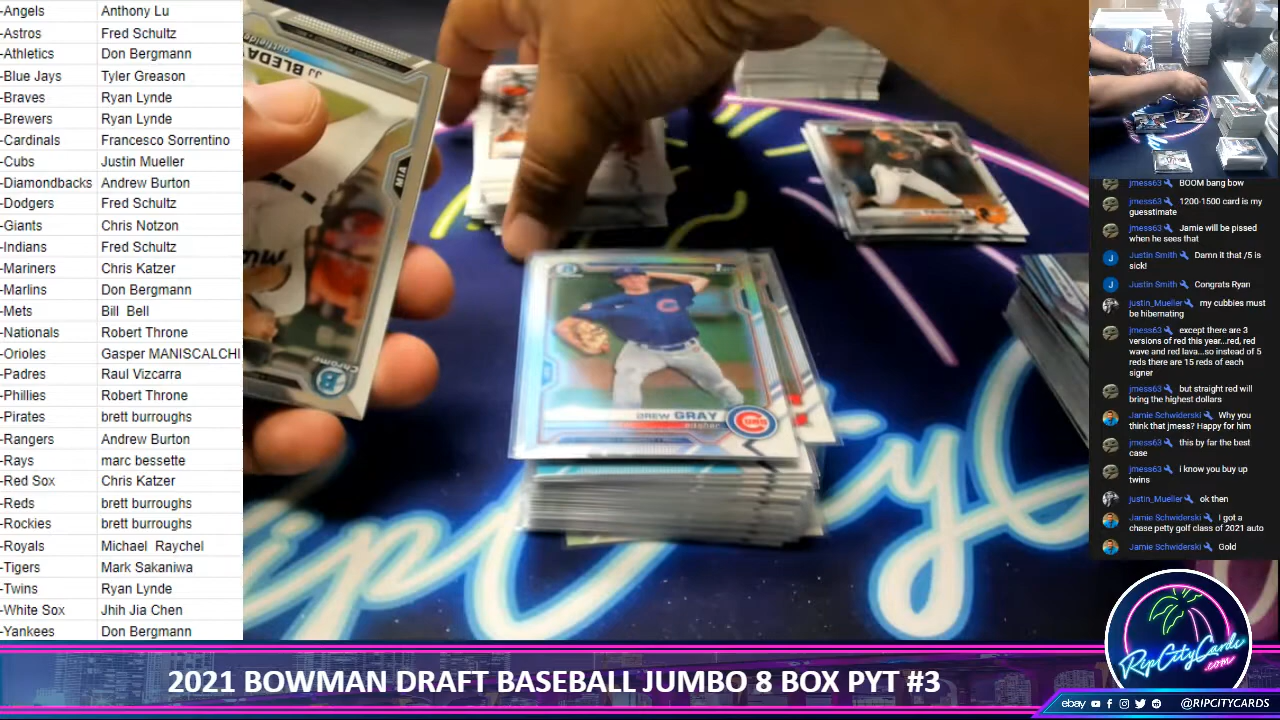 -Angels Anthony Lu
-Astros Fred Schultz
-Athletics Don Bergmann
-Blue Jays Tyler Greason
-Braves Ryan Lynde
-Brewers Ryan Lynde
-Cardinals Francesco Sorrentino
-Cubs Justin Mueller
-Diamondbacks Andrew Burton
-Dodgers Fred Schultz
-Giants Chris Notzon
-Indians Fred Schultz
-Mariners Chris Katzer
-Marlins Don Bergmann
-Mets Bill Bell
-Nationals Robert Throne
-Orioles Gasper MANISCALCHI
-Padres Raul Vizcarra
-Phillies Robert Throne
-Pirates brett burroughs
-Rangers Andrew Burton
-Rays marc bessette
-Red Sox Chris Katzer
-Reds brett burroughs
-Rockies brett burroughs
-Royals Michael Raychel
-Tigers Mark Sakaniwa
-Twins Ryan Lynde
-White Sox Jhih Jia Chen
-Yankees Don Bergmann
JJ BLEDAY
outfielder
MIA
Chrome
B
DREW GRAY
pitcher
CUBS
jmess63 BOOM bang bow
jmess63 1200-1500 card is my
guesstimate
jmess63 Jamie will be pissed
when he sees that
J Justin Smith Damn it that /5 is
sick!
J Justin Smith Congrats Ryan
justin_Mueller my cubbies must
be hibernating
jmess63 except there are 3
versions of red this year...red, red
wave and red lava...so instead of 5
reds there are 15 reds of each
signer
jmess63 but straight red will
bring the highest dollars
Jamie Schwiderski Why you
think that jmess? Happy for him
jmess63 this by far the best
case
jmess63 i know you buy up
twins
justin_Mueller ok then
Jamie Schwiderski I got a
chase petty golf class of 2021 auto
Jamie Schwiderski Gold
RipCityCards
.com
2021 BOWMAN DRAFT BASEBALL JUMBO 8 BOX PYT #3
ebay @RIPCITYCARDS